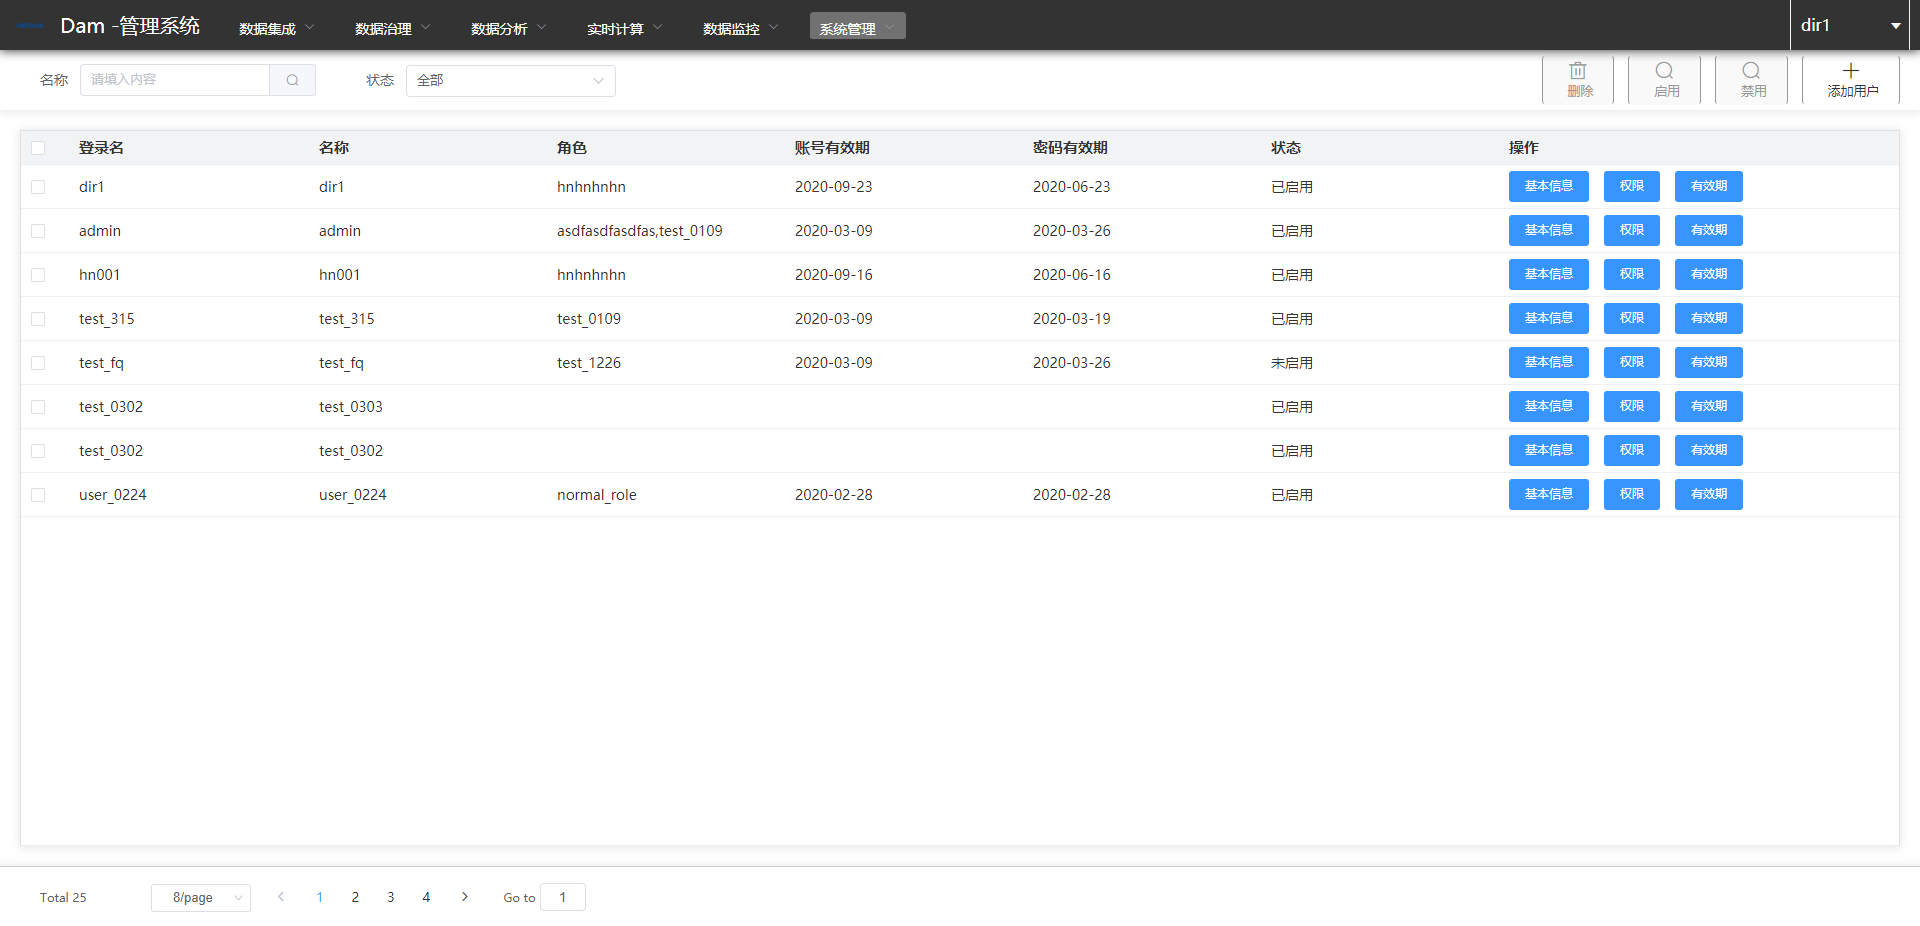 Dam -管理系统 数据集成 数据治理 数据分析 实时计算 数据监控 系统管理 dir1
名称 请填入内容 状态 全部 删除 启用 禁用 添加用户
登录名 名称 角色 账号有效期 密码有效期 状态 操作
dir1 dir1 hnhnhnhn 2020-09-23 2020-06-23 已启用 基本信息 权限 有效期
admin admin asdfasdfasdfas,test_0109 2020-03-09 2020-03-26 已启用 基本信息 权限 有效期
hn001 hn001 hnhnhnhn 2020-09-16 2020-06-16 已启用 基本信息 权限 有效期
test_315 test_315 test_0109 2020-03-09 2020-03-19 已启用 基本信息 权限 有效期
test_fq test_fq test_1226 2020-03-09 2020-03-26 未启用 基本信息 权限 有效期
test_0302 test_0303 已启用 基本信息 权限 有效期
test_0302 test_0302 已启用 基本信息 权限 有效期
user_0224 user_0224 normal_role 2020-02-28 2020-02-28 已启用 基本信息 权限 有效期
Total 25 8/page 1 2 3 4 Go to 1